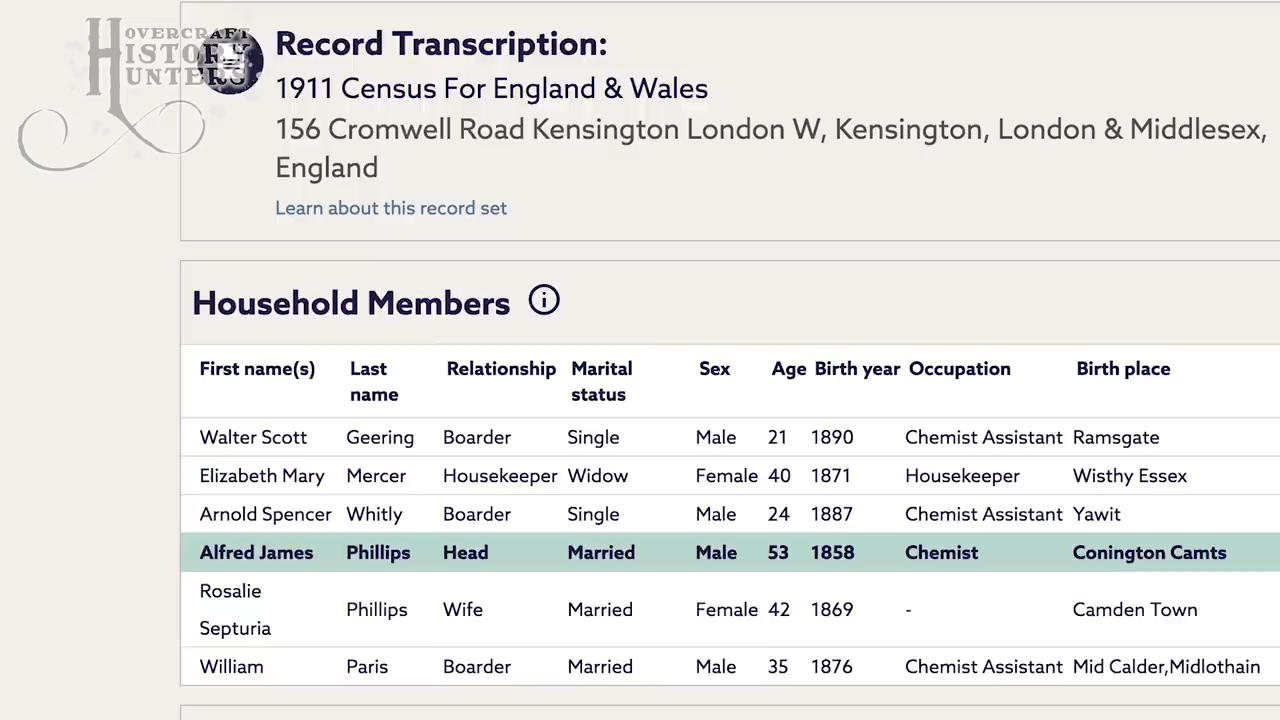 HOVERCRAFT
HISTORY
HUNTERS
Record Transcription:
1911 Census For England & Wales
156 Cromwell Road Kensington London W, Kensington, London & Middlesex,
England
Learn about this record set
Household Members
First name(s) Last name Relationship Marital status Sex Age Birth year Occupation Birth place
Walter Scott Geering Boarder Single Male 21 1890 Chemist Assistant Ramsgate
Elizabeth Mary Mercer Housekeeper Widow Female 40 1871 Housekeeper Wisthy Essex
Arnold Spencer Whitly Boarder Single Male 24 1887 Chemist Assistant Yawit
Alfred James Phillips Head Married Male 53 1858 Chemist Conington Camts
Rosalie Septuria Phillips Wife Married Female 42 1869 - Camden Town
William Paris Boarder Married Male 35 1876 Chemist Assistant Mid Calder,Midlothain